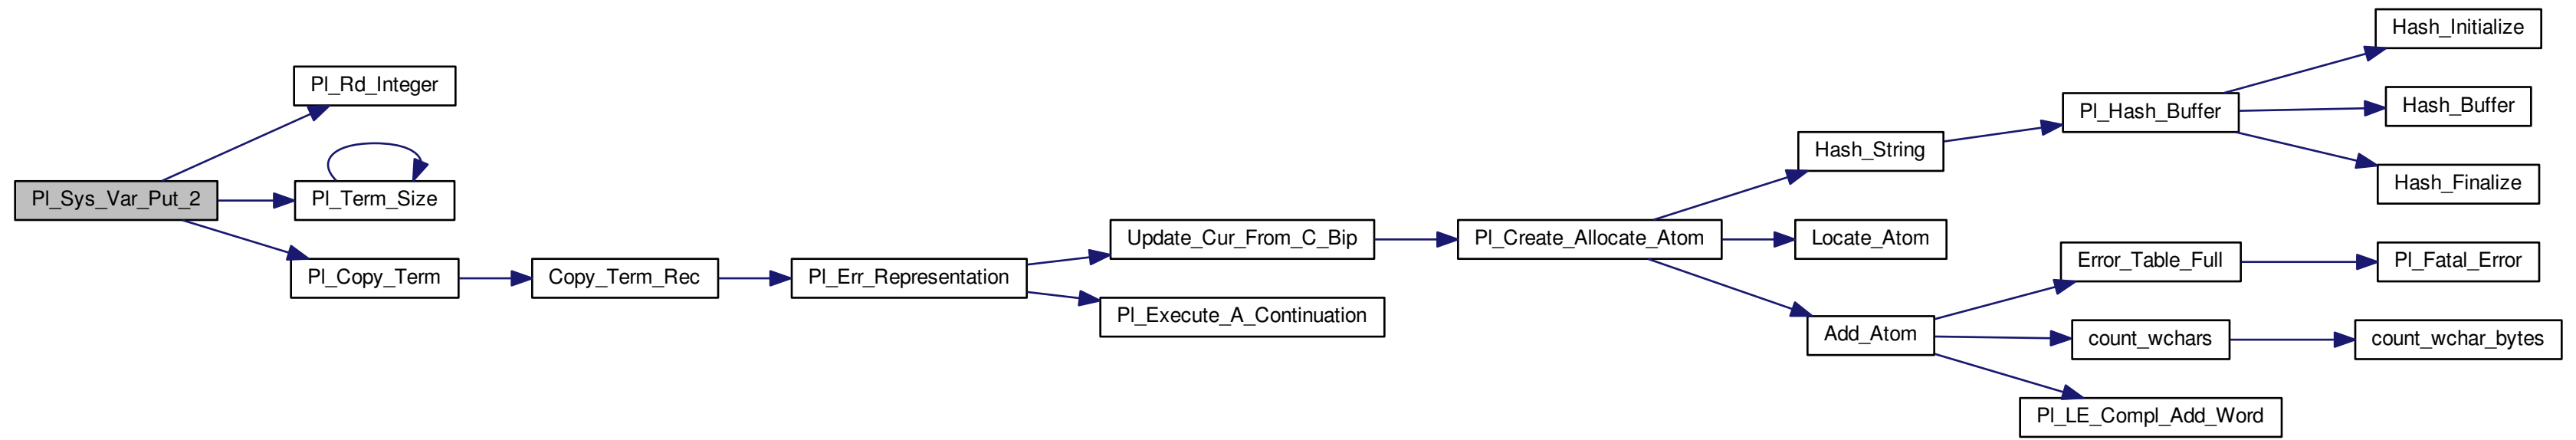 Pl_Sys_Var_Put_2
Pl_Rd_Integer
Pl_Term_Size
Pl_Copy_Term
Copy_Term_Rec
Pl_Err_Representation
Update_Cur_From_C_Bip
Pl_Execute_A_Continuation
Pl_Create_Allocate_Atom
Hash_String
Locate_Atom
Add_Atom
Pl_Hash_Buffer
Error_Table_Full
count_wchars
Pl_LE_Compl_Add_Word
Hash_Initialize
Hash_Buffer
Hash_Finalize
Pl_Fatal_Error
count_wchar_bytes